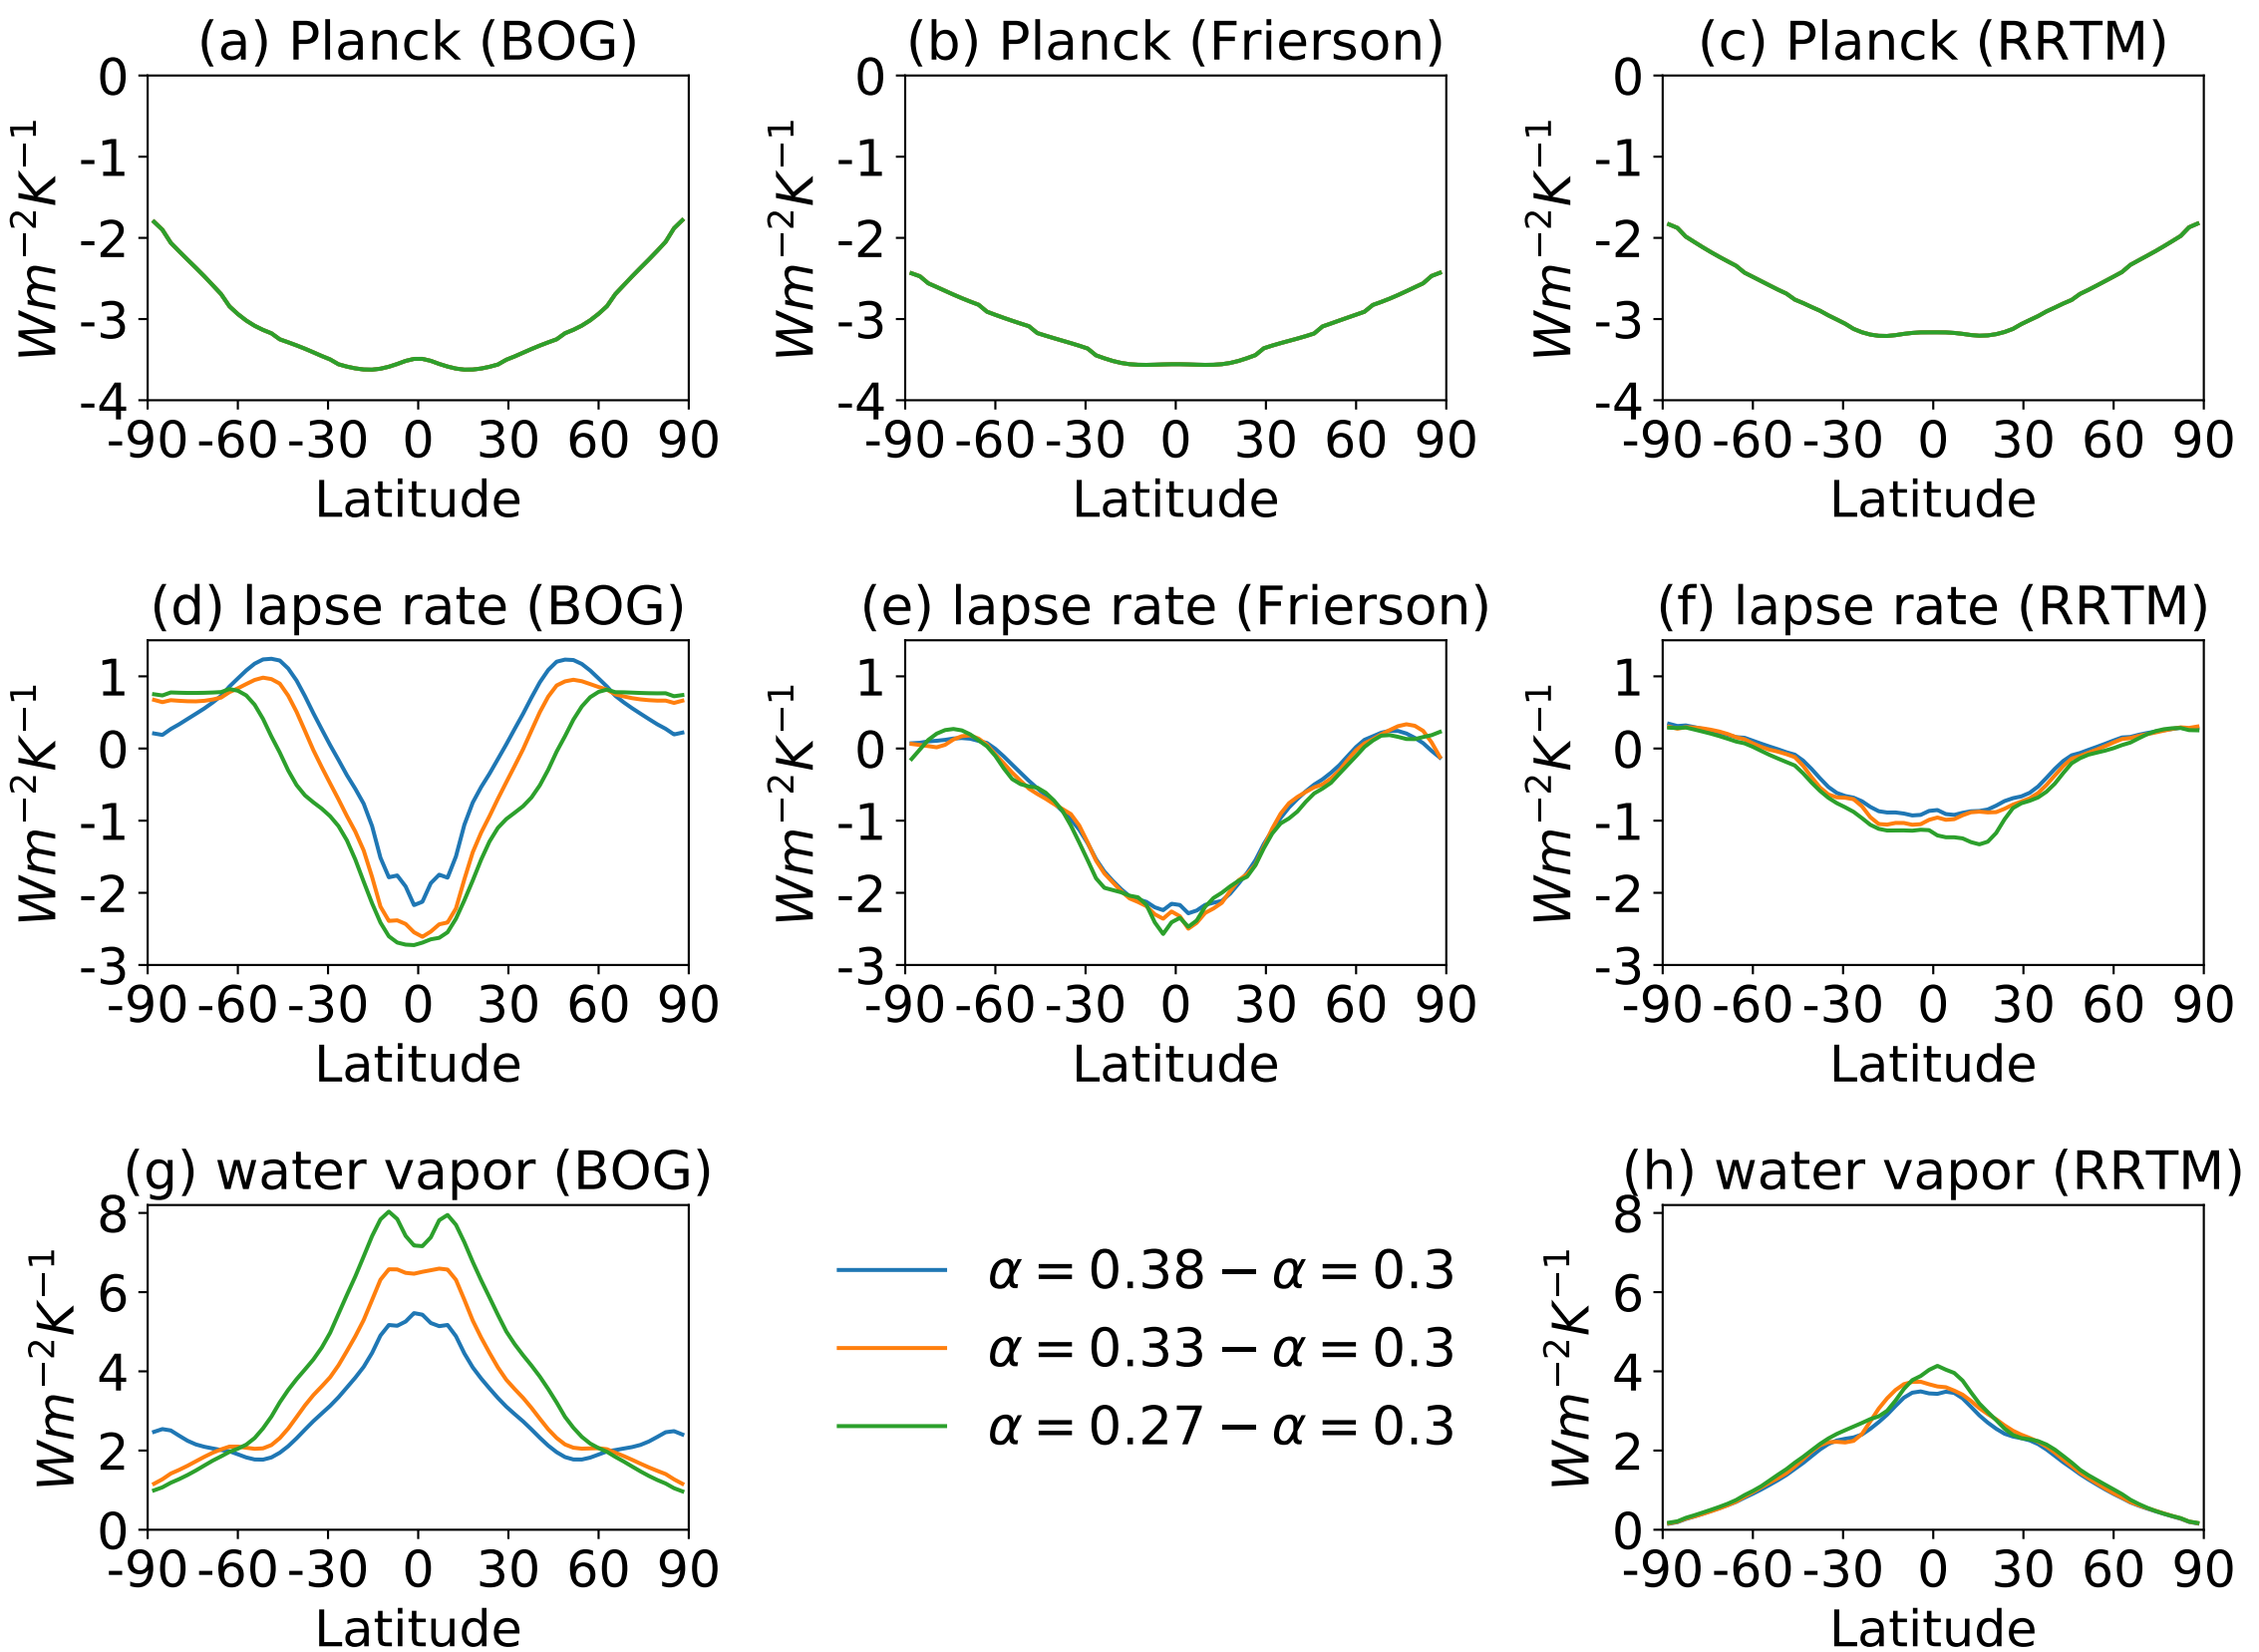 (a) Planck (BOG)
(b) Planck (Frierson)
(c) Planck (RRTM)
0
-1
-2
-3
-4
Wm⁻²K⁻¹
-90 -60 -30 0 30 60 90
Latitude
0
-1
-2
-3
-4
Wm⁻²K⁻¹
-90 -60 -30 0 30 60 90
Latitude
0
-1
-2
-3
-4
Wm⁻²K⁻¹
-90 -60 -30 0 30 60 90
Latitude
(d) lapse rate (BOG)
(e) lapse rate (Frierson)
(f) lapse rate (RRTM)
1
0
-1
-2
-3
Wm⁻²K⁻¹
-90 -60 -30 0 30 60 90
Latitude
1
0
-1
-2
-3
Wm⁻²K⁻¹
-90 -60 -30 0 30 60 90
Latitude
1
0
-1
-2
-3
Wm⁻²K⁻¹
-90 -60 -30 0 30 60 90
Latitude
(g) water vapor (BOG)
8
6
4
2
0
Wm⁻²K⁻¹
-90 -60 -30 0 30 60 90
Latitude
α = 0.38 − α = 0.3
α = 0.33 − α = 0.3
α = 0.27 − α = 0.3
(h) water vapor (RRTM)
8
6
4
2
0
Wm⁻²K⁻¹
-90 -60 -30 0 30 60 90
Latitude